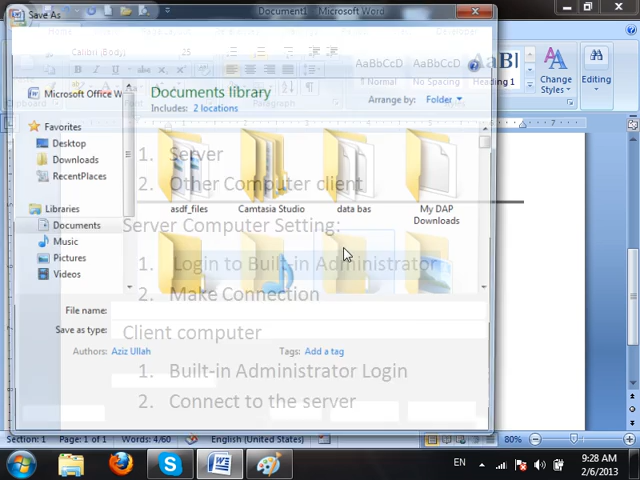 Save As
Document1 - Microsoft Word
Calibri (Body)
25
Paragraph
AaBbCcD
AaBbCcD
AaBl
¶ Normal
No Spacing
Heading 1
Change
Styles
Editing
Microsoft Office W
Documents library
Includes: 2 locations
Arrange by: Folder
Favorites
Desktop
Downloads
RecentPlaces
Libraries
Documents
Music
Pictures
Videos
asdf_files
Camtasia Studio
data bas
My DAP
Downloads
1. Server
2. Other Computer client
Server Computer Setting:
1. Login to Built-in Administrator
2. Make Connection
File name:
Save as type:
Client computer
Authors: Aziz Ullah
Tags: Add a tag
1. Built-in Administrator Login
2. Connect to the server
7
Section: 1
Page: 1 of 1
Words: 4/60
English (United States)
80%
EN
9:28 AM
2/6/2013